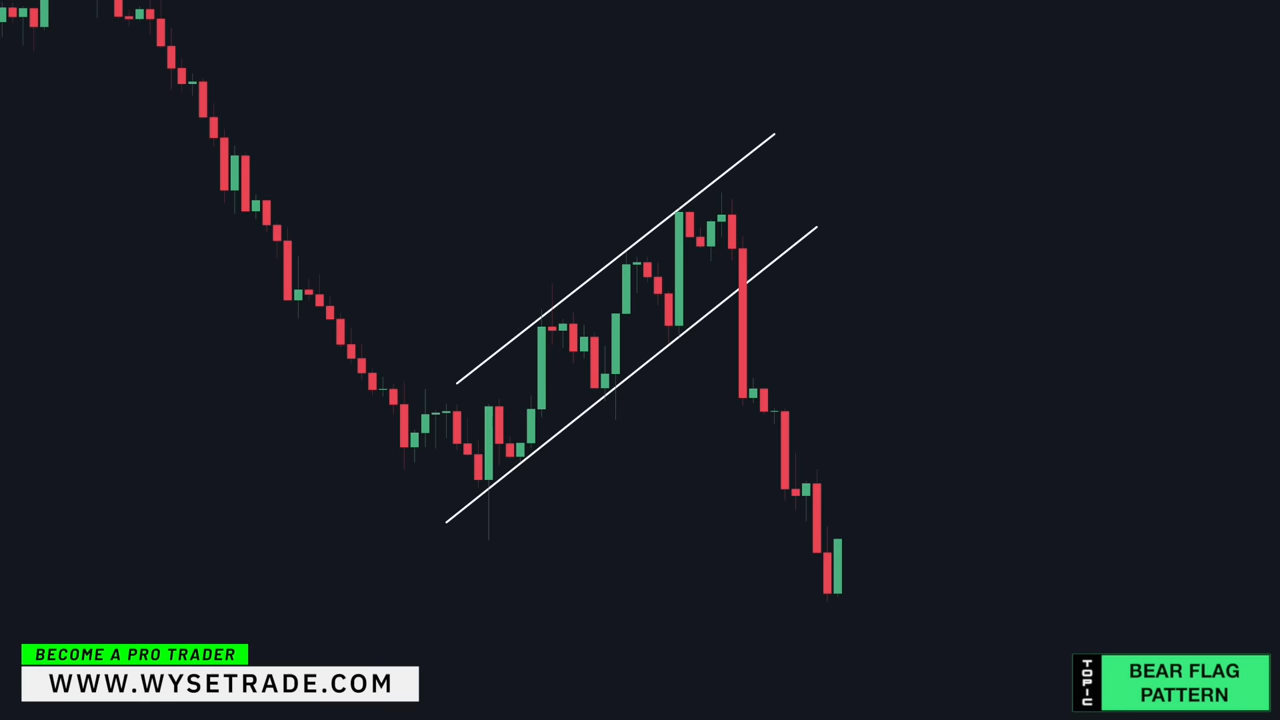 BECOME A PRO TRADER
WWW.WYSETRADE.COM
TOPIC
BEAR FLAG
PATTERN